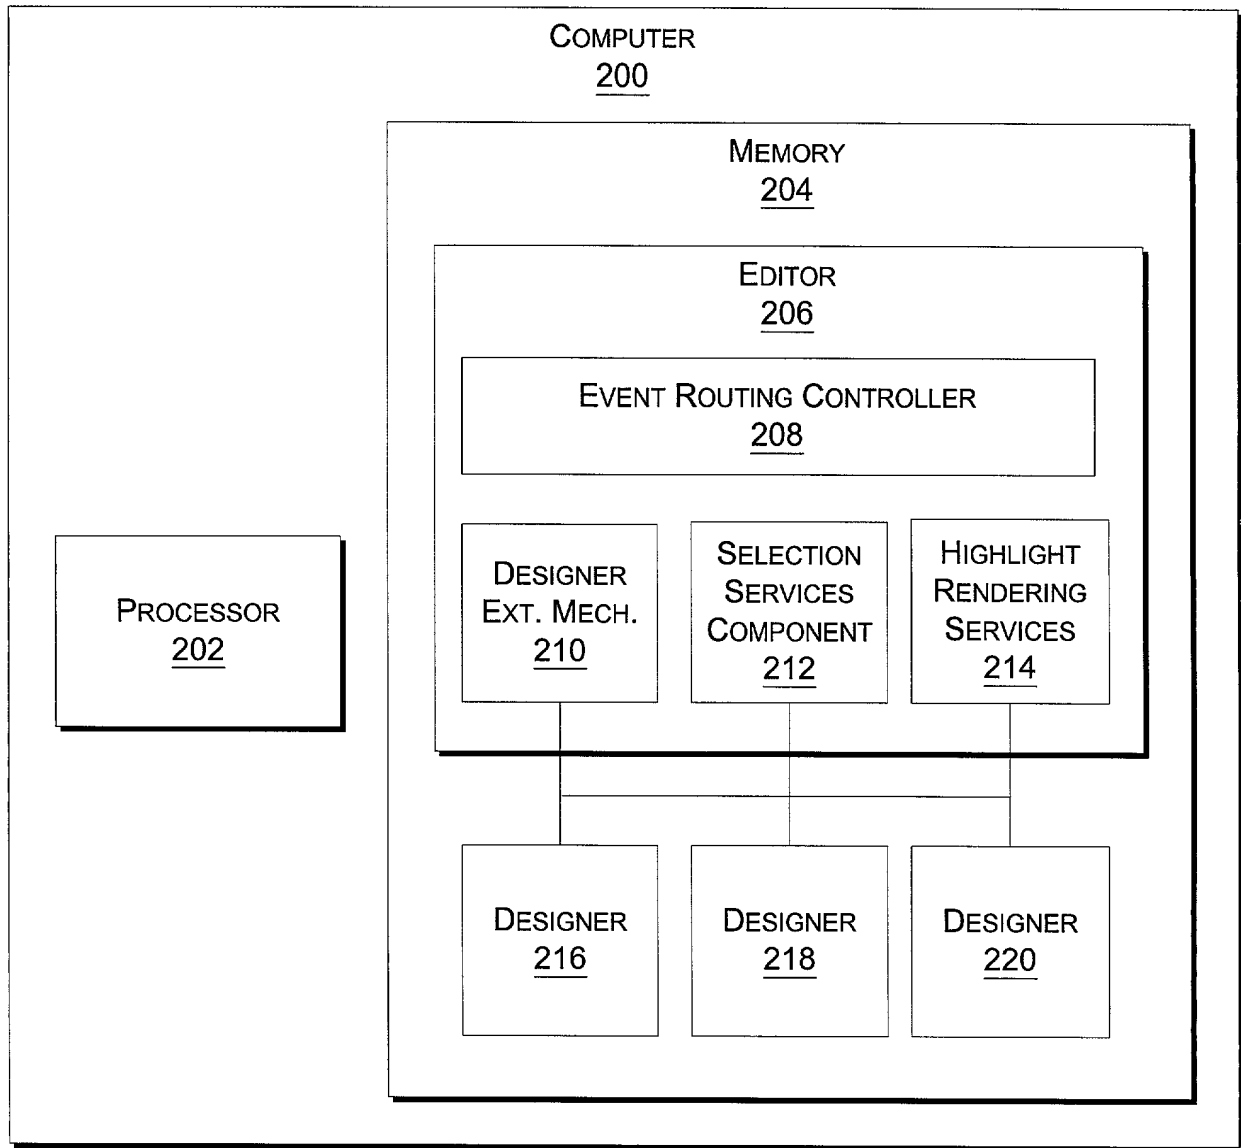 COMPUTER
200
MEMORY
204
EDITOR
206
EVENT ROUTING CONTROLLER
208
PROCESSOR
202
DESIGNER
EXT. MECH.
210
SELECTION
SERVICES
COMPONENT
212
HIGHLIGHT
RENDERING
SERVICES
214
DESIGNER
216
DESIGNER
218
DESIGNER
220